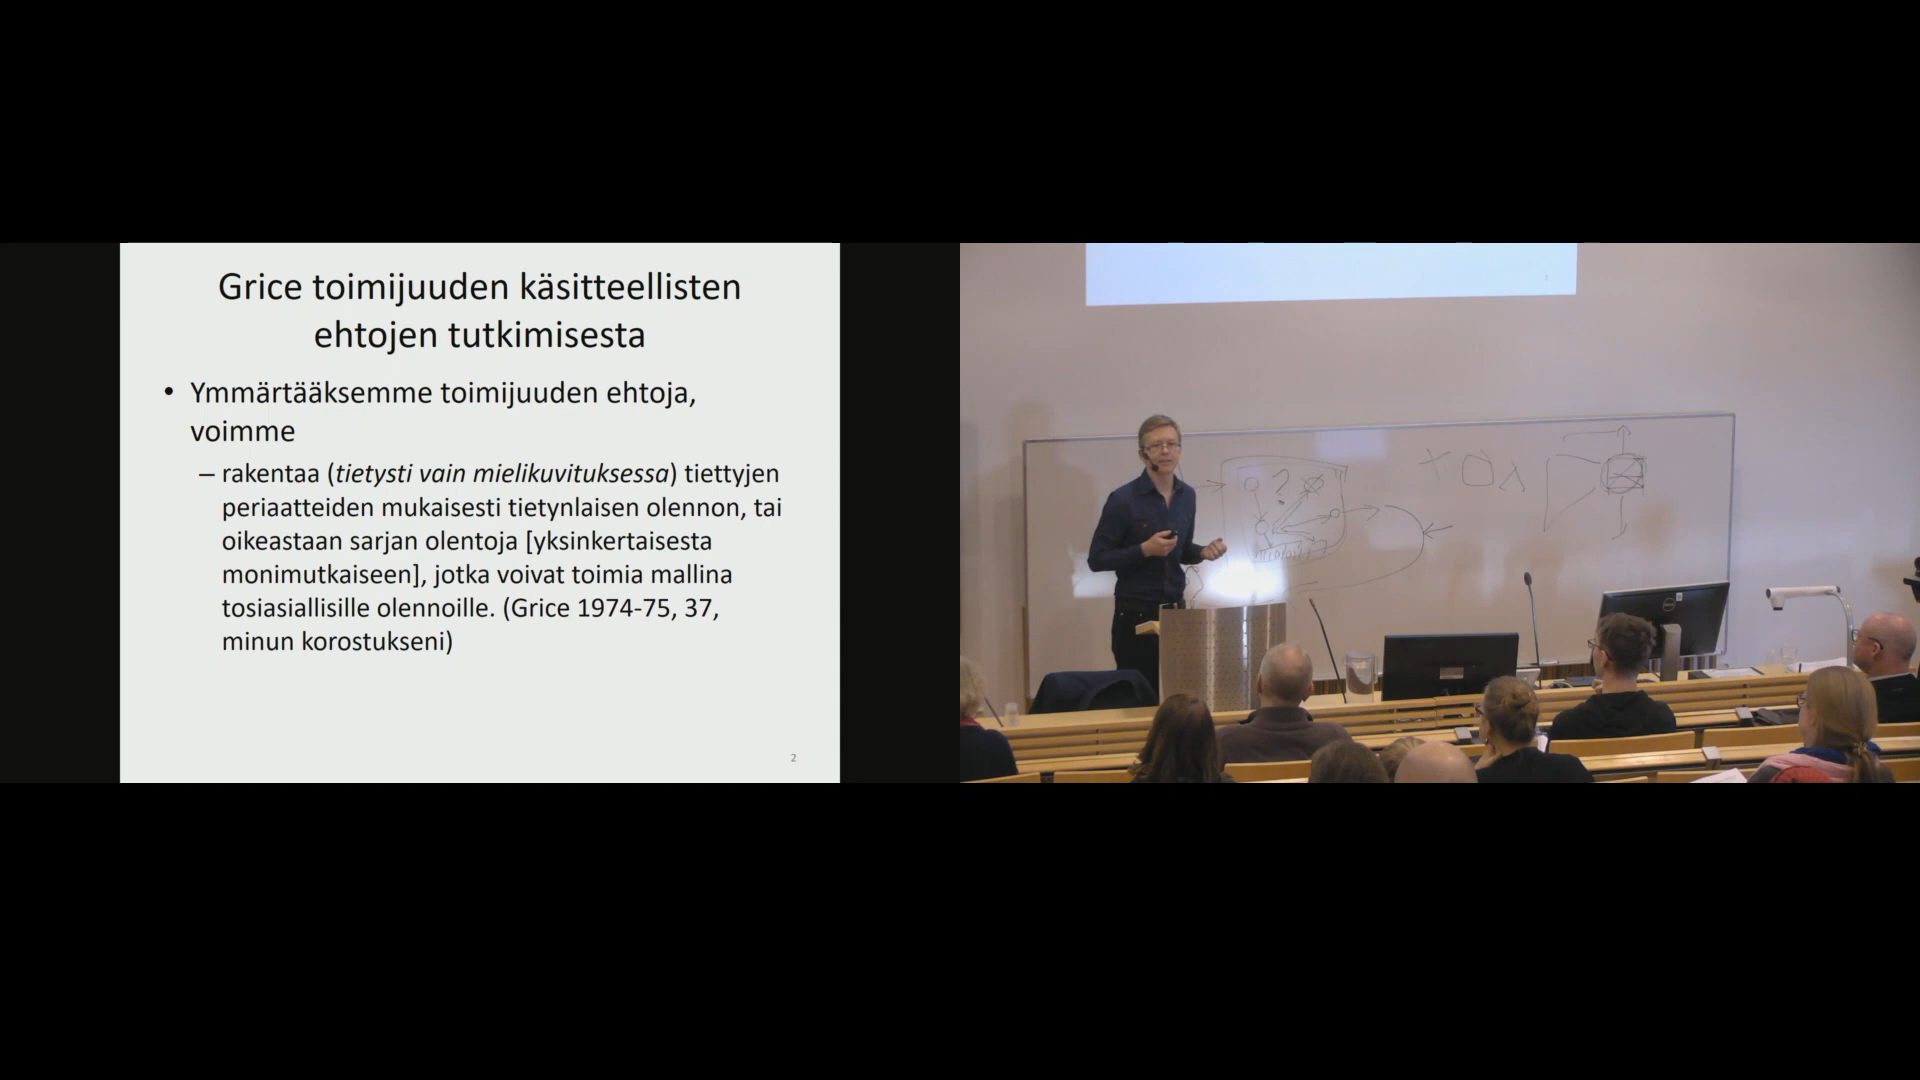 Grice toimijuuden käsitteellisten
ehtojen tutkimisesta
• Ymmärtääksemme toimijuuden ehtoja,
voimme
– rakentaa (tietysti vain mielikuvituksessa) tiettyjen
periaatteiden mukaisesti tietynlaisen olennon, tai
oikeastaan sarjan olentoja [yksinkertaisesta
monimutkaiseen], jotka voivat toimia mallina
tosiasiallisille olennoille. (Grice 1974-75, 37,
minun korostukseni)
2
?